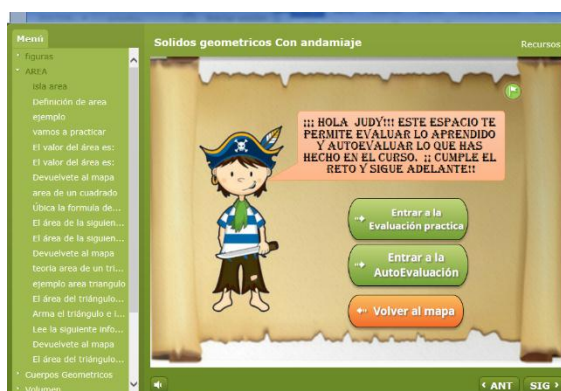 Menú
Solidos geometricos Con andamiaje
Recursos
figuras
AREA
isla area
Definición de area
ejemplo
vamos a practicar
El valor del área es:
El valor del área es:
Devuelvete al mapa
area de un cuadrado
Úbica la formula de...
El área de la siguien...
El área de la siguien...
Devuelvete al mapa
teoria area de un tri...
ejemplo area triangulo
El área del triángulo...
Arma el triángulo e i...
Lee la siguiente info...
Devuelvete al mapa
El área del triángulo...
Cuerpos Geometricos
Volumen
¡¡¡ HOLA JUDY!!! ESTE ESPACIO TE
PERMITE EVALUAR LO APRENDIDO
Y AUTOEVALUAR LO QUE HAS
HECHO EN EL CURSO. ¡¡ CUMPLE EL
RETO Y SIGUE ADELANTE!!
Entrar a la
Evaluación practica
Entrar a la
AutoEvaluación
Volver al mapa
ANT
SIG